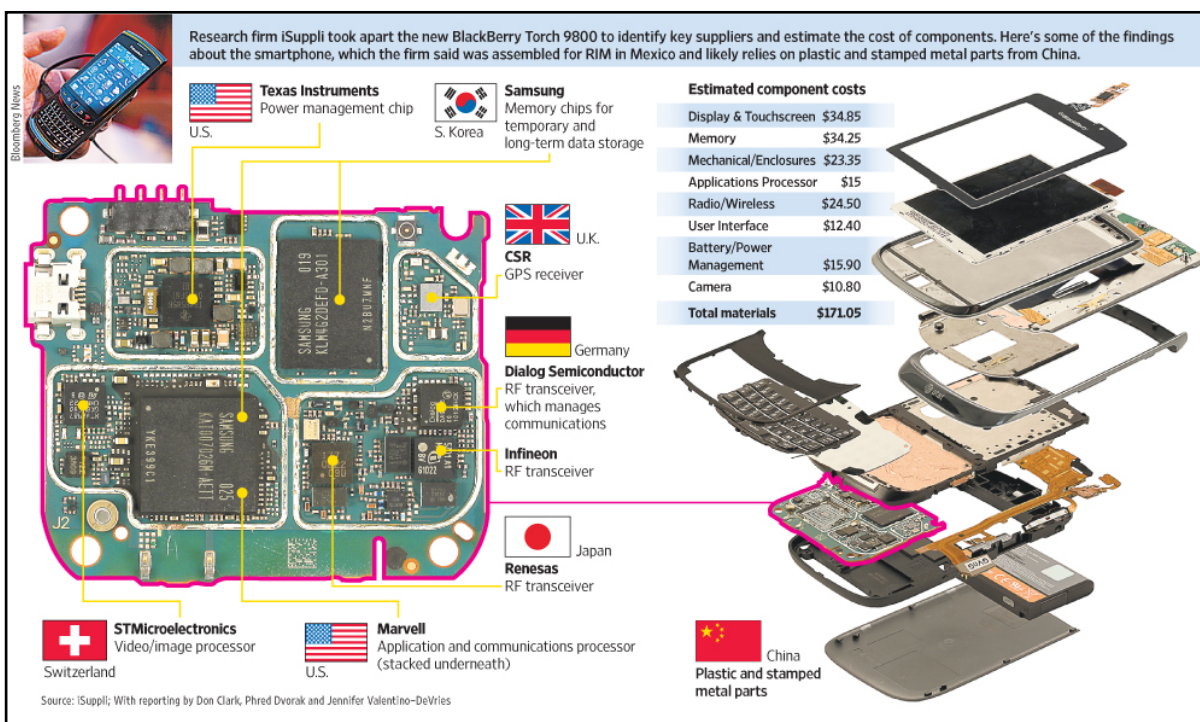 Research firm iSuppli took apart the new BlackBerry Torch 9800 to identify key suppliers and estimate the cost of components. Here's some of the findings
about the smartphone, which the firm said was assembled for RIM in Mexico and likely relies on plastic and stamped metal parts from China.
Bloomberg News
U.S.
Texas Instruments
Power management chip
S. Korea
Samsung
Memory chips for
temporary and
long-term data storage
U.K.
CSR
GPS receiver
Germany
Dialog Semiconductor
RF transceiver,
which manages
communications
Infineon
RF transceiver
Japan
Renesas
RF transceiver
Switzerland
STMicroelectronics
Video/image processor
U.S.
Marvell
Application and communications processor
(stacked underneath)
China
Plastic and stamped
metal parts
Estimated component costs
Display & Touchscreen $34.85
Memory $34.25
Mechanical/Enclosures $23.35
Applications Processor $15
Radio/Wireless $24.50
User Interface $12.40
Battery/Power
Management $15.90
Camera $10.80
Total materials $171.05
SAMSUNG 019
KLM4G2DEFD-A301
SAMSUNG
025
YKE399C1
J2
Source: iSuppli; With reporting by Don Clark, Phred Dvorak and Jennifer Valentino-DeVries